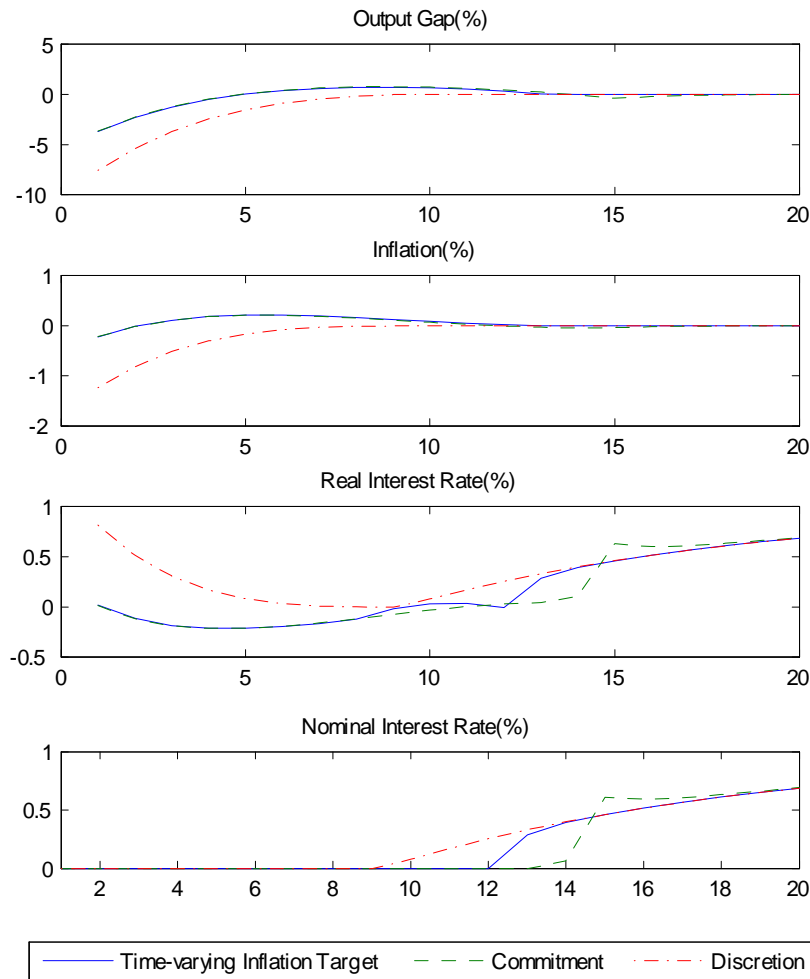 Output Gap(%)
5
0
-5
-10
0 5 10 15 20
Inflation(%)
1
0
-1
-2
0 5 10 15 20
Real Interest Rate(%)
1
0.5
0
-0.5
0 5 10 15 20
Nominal Interest Rate(%)
1
0.5
0
2 4 6 8 10 12 14 16 18 20
Time-varying Inflation Target Commitment Discretion